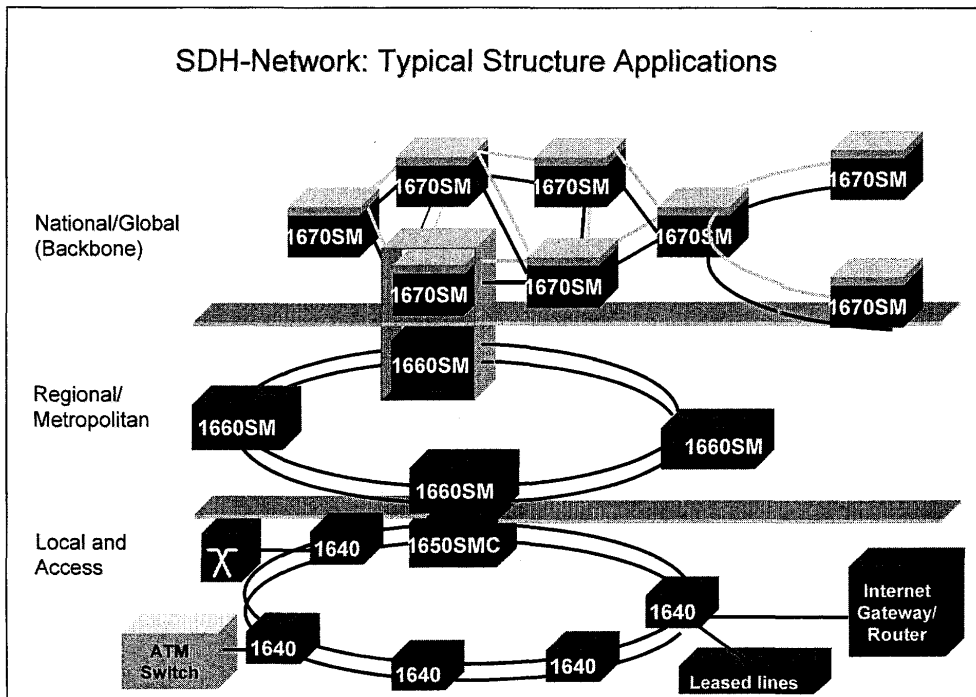 SDH-Network: Typical Structure Applications
National/Global
(Backbone)
1670SM
1670SM
1670SM
1670SM
1670SM
1670SM
1670SM
1670SM
Regional/
Metropolitan
1660SM
1660SM
1660SM
1660SM
Local and
Access
1640
1650SMC
1640
Internet
Gateway/
Router
ATM
Switch
1640
1640
1640
Leased lines